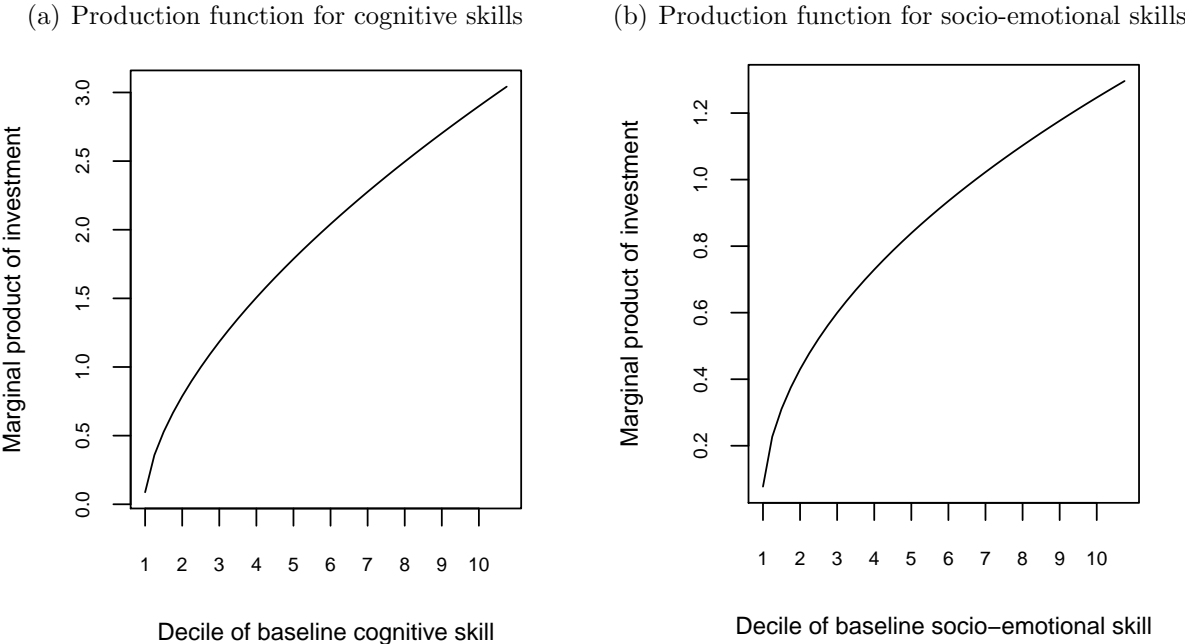 (a) Production function for cognitive skills
Marginal product of investment
3.0
2.5
2.0
1.5
1.0
0.5
0.0
1 2 3 4 5 6 7 8 9 10
Decile of baseline cognitive skill
(b) Production function for socio-emotional skills
Marginal product of investment
1.2
1.0
0.8
0.6
0.4
0.2
1 2 3 4 5 6 7 8 9 10
Decile of baseline socio−emotional skill